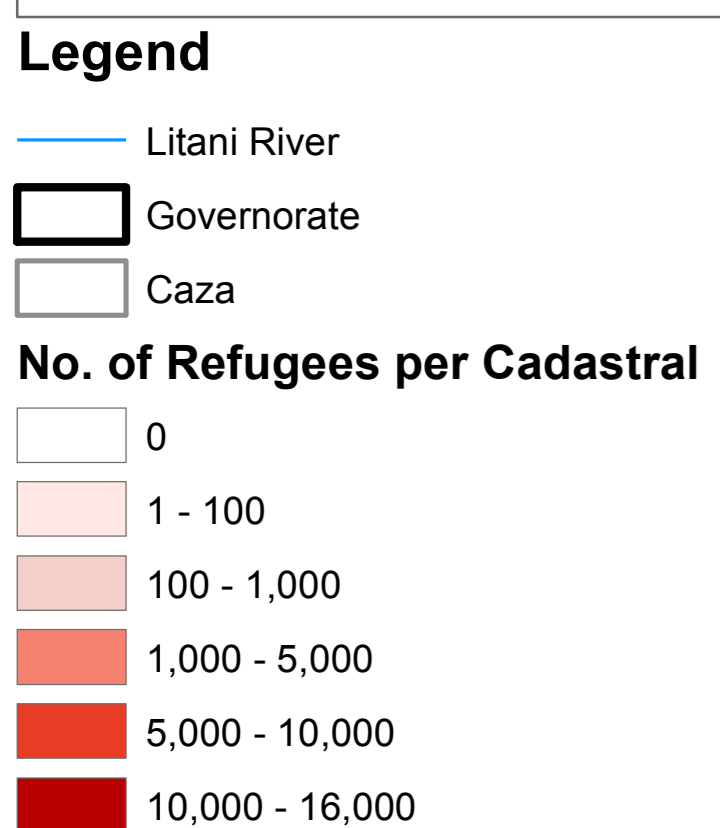 Legend
Litani River
Governorate
Caza
No. of Refugees per Cadastral
0
1 - 100
100 - 1,000
1,000 - 5,000
5,000 - 10,000
10,000 - 16,000